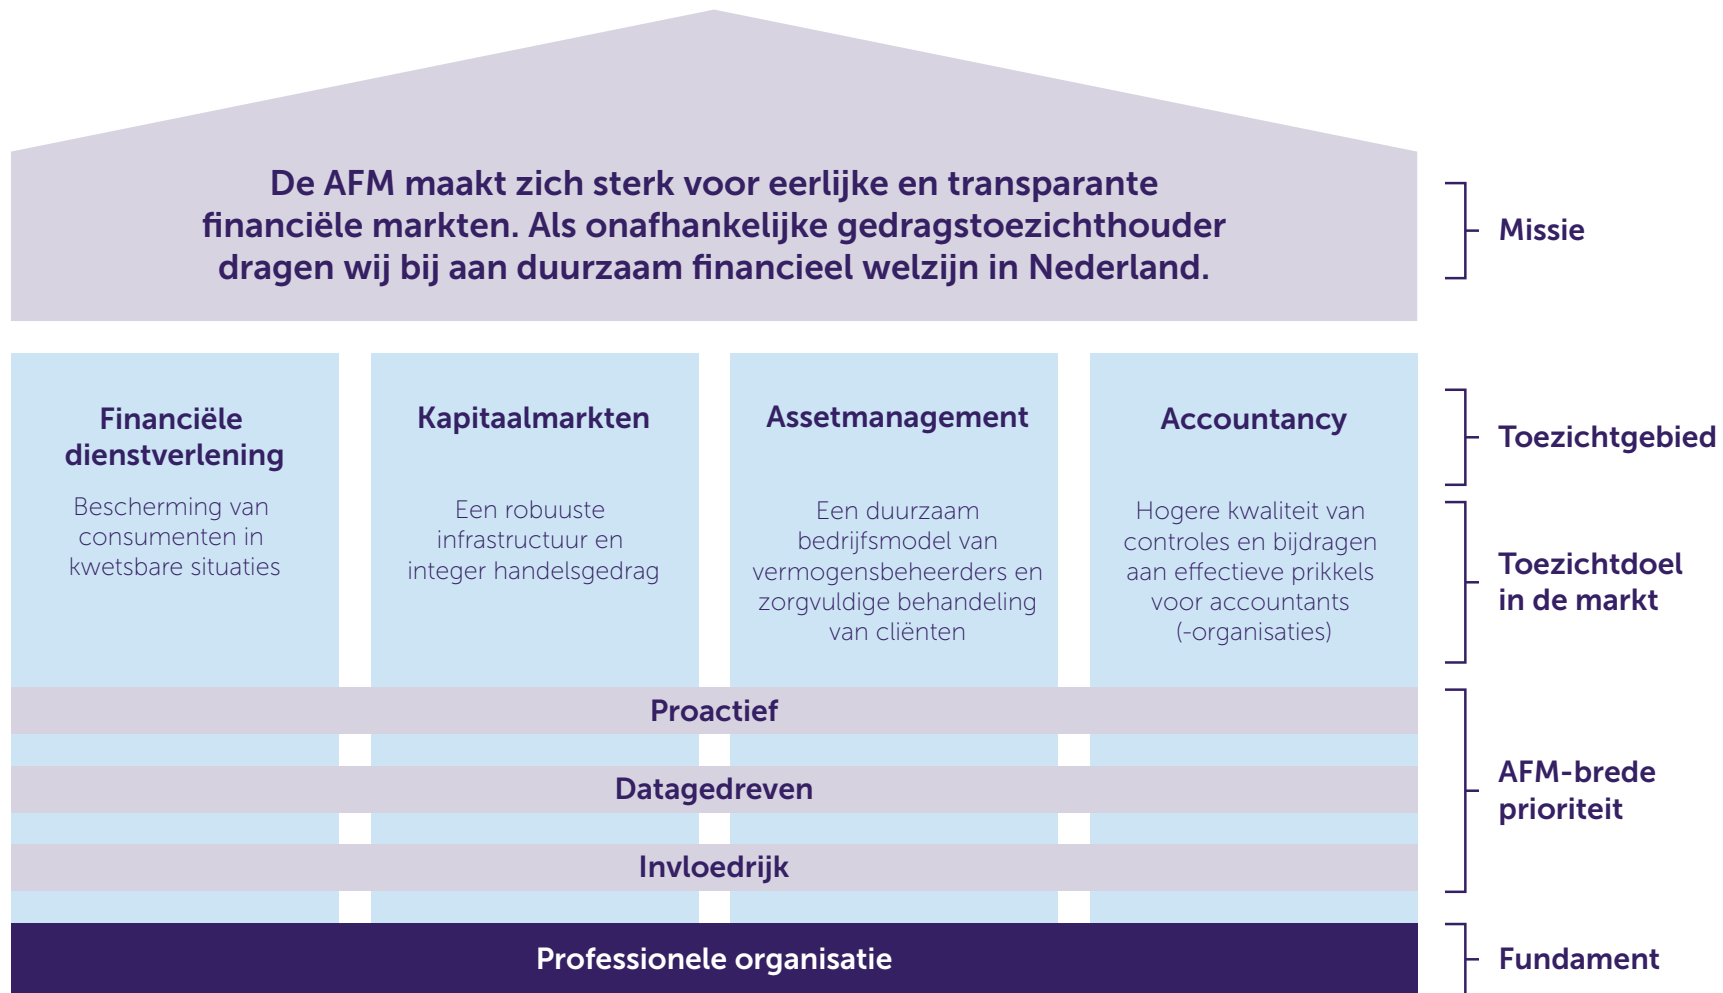 De AFM maakt zich sterk voor eerlijke en transparante
financiële markten. Als onafhankelijke gedragstoezichthouder
dragen wij bij aan duurzaam financieel welzijn in Nederland.
Missie
Financiële
dienstverlening
Kapitaalmarkten
Assetmanagement
Accountancy
Toezichtgebied
Bescherming van
consumenten in
kwetsbare situaties
Een robuuste
infrastructuur en
integer handelsgedrag
Een duurzaam
bedrijfsmodel van
vermogensbeheerders en
zorgvuldige behandeling
van cliënten
Hogere kwaliteit van
controles en bijdragen
aan effectieve prikkels
voor accountants
(-organisaties)
Toezichtdoel
in de markt
Proactief
Datagedreven
Invloedrijk
AFM-brede
prioriteit
Professionele organisatie
Fundament